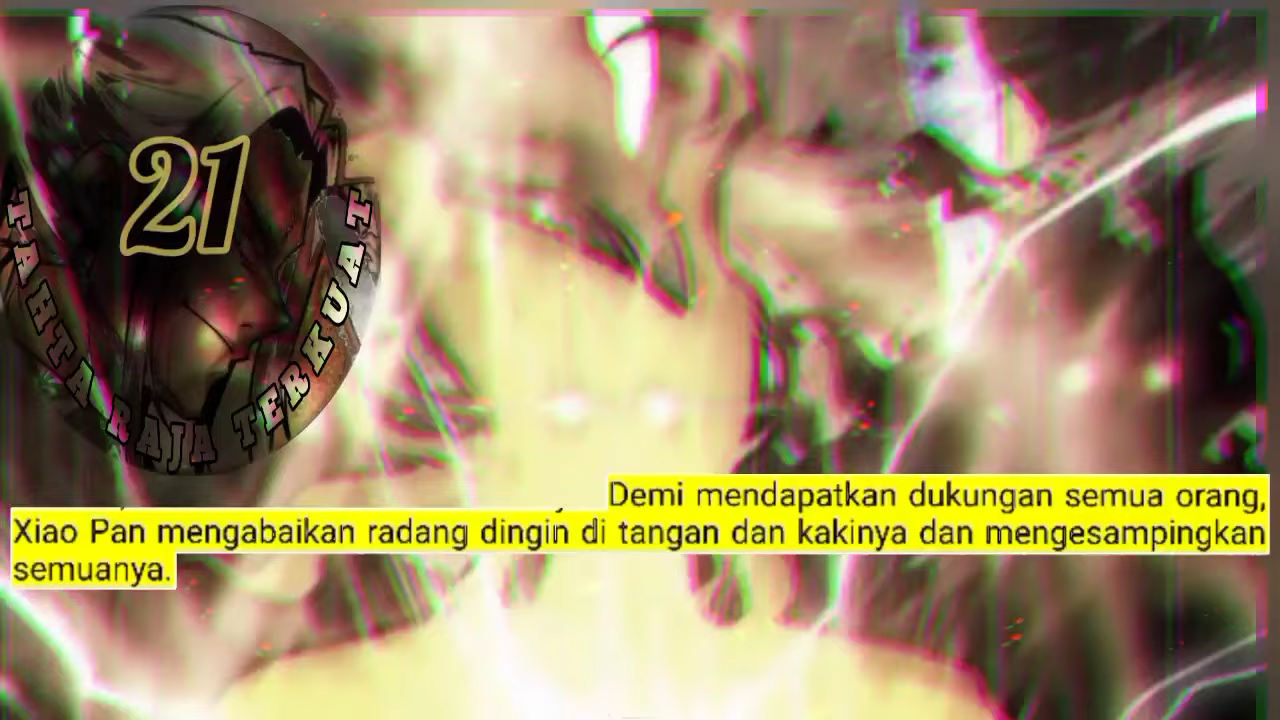 21
TAHTA RAJA TERKUAT
Demi mendapatkan dukungan semua orang,
Xiao Pan mengabaikan radang dingin di tangan dan kakinya dan mengesampingkan
semuanya.